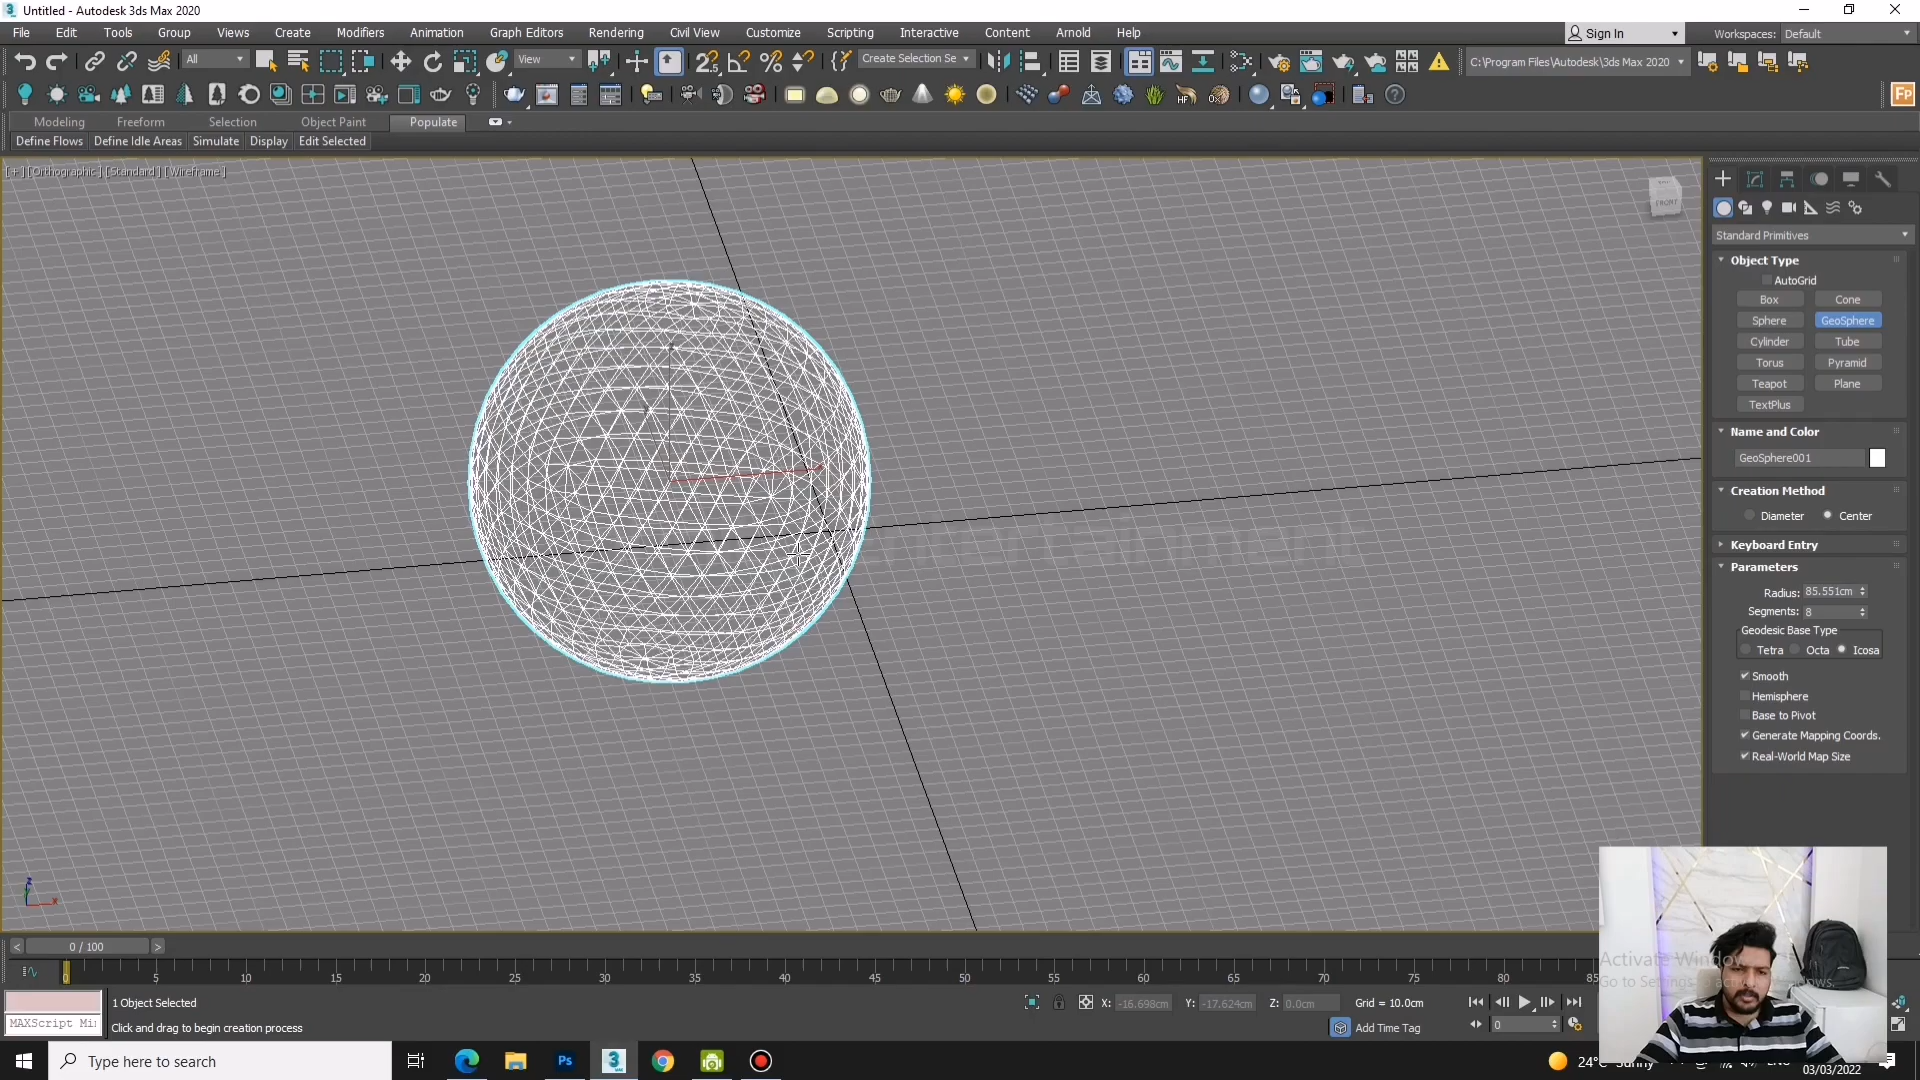 Untitled - Autodesk 3ds Max 2020
File Edit Tools Group Views Create Modifiers Animation Graph Editors Rendering Civil View Customize Scripting Interactive Content Arnold Help
Sign In
Workspaces: Default
All
View
Create Selection Se
C:\Program Files\Autodesk\3ds Max 2020
Modeling Freeform Selection Object Paint Populate
Define Flows Define Idle Areas Simulate Display Edit Selected
[+] [Orthographic] [Standard] [Wireframe]
FRONT
Standard Primitives
Object Type
AutoGrid
Box Cone
Sphere GeoSphere
Cylinder Tube
Torus Pyramid
Teapot Plane
TextPlus
Name and Color
GeoSphere001
Creation Method
Diameter Center
Keyboard Entry
Parameters
Radius: 85.551cm
Segments: 8
Geodesic Base Type
Tetra Octa Icosa
Smooth
Hemisphere
Base to Pivot
Generate Mapping Coords.
Real-World Map Size
z
x
< 0 / 100 >
0 5 10 15 20 25 30 35 40 45 50 55 60 65 70 75 80
MAXScript Mi
1 Object Selected
Click and drag to begin creation process
X: -16.698cm Y: -17.624cm Z: 0.0cm Grid = 10.0cm
Add Time Tag
0
Type here to search
Ps
3
24° Sunny
03/03/2022
FP